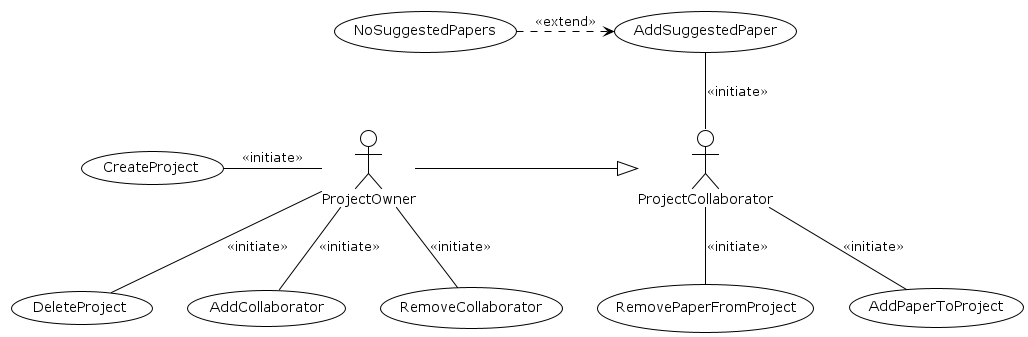 NoSuggestedPapers
«extend»
AddSuggestedPaper
«initiate»
CreateProject
«initiate»
ProjectOwner
ProjectCollaborator
«initiate»
«initiate»
«initiate»
«initiate»
«initiate»
DeleteProject
AddCollaborator
RemoveCollaborator
RemovePaperFromProject
AddPaperToProject